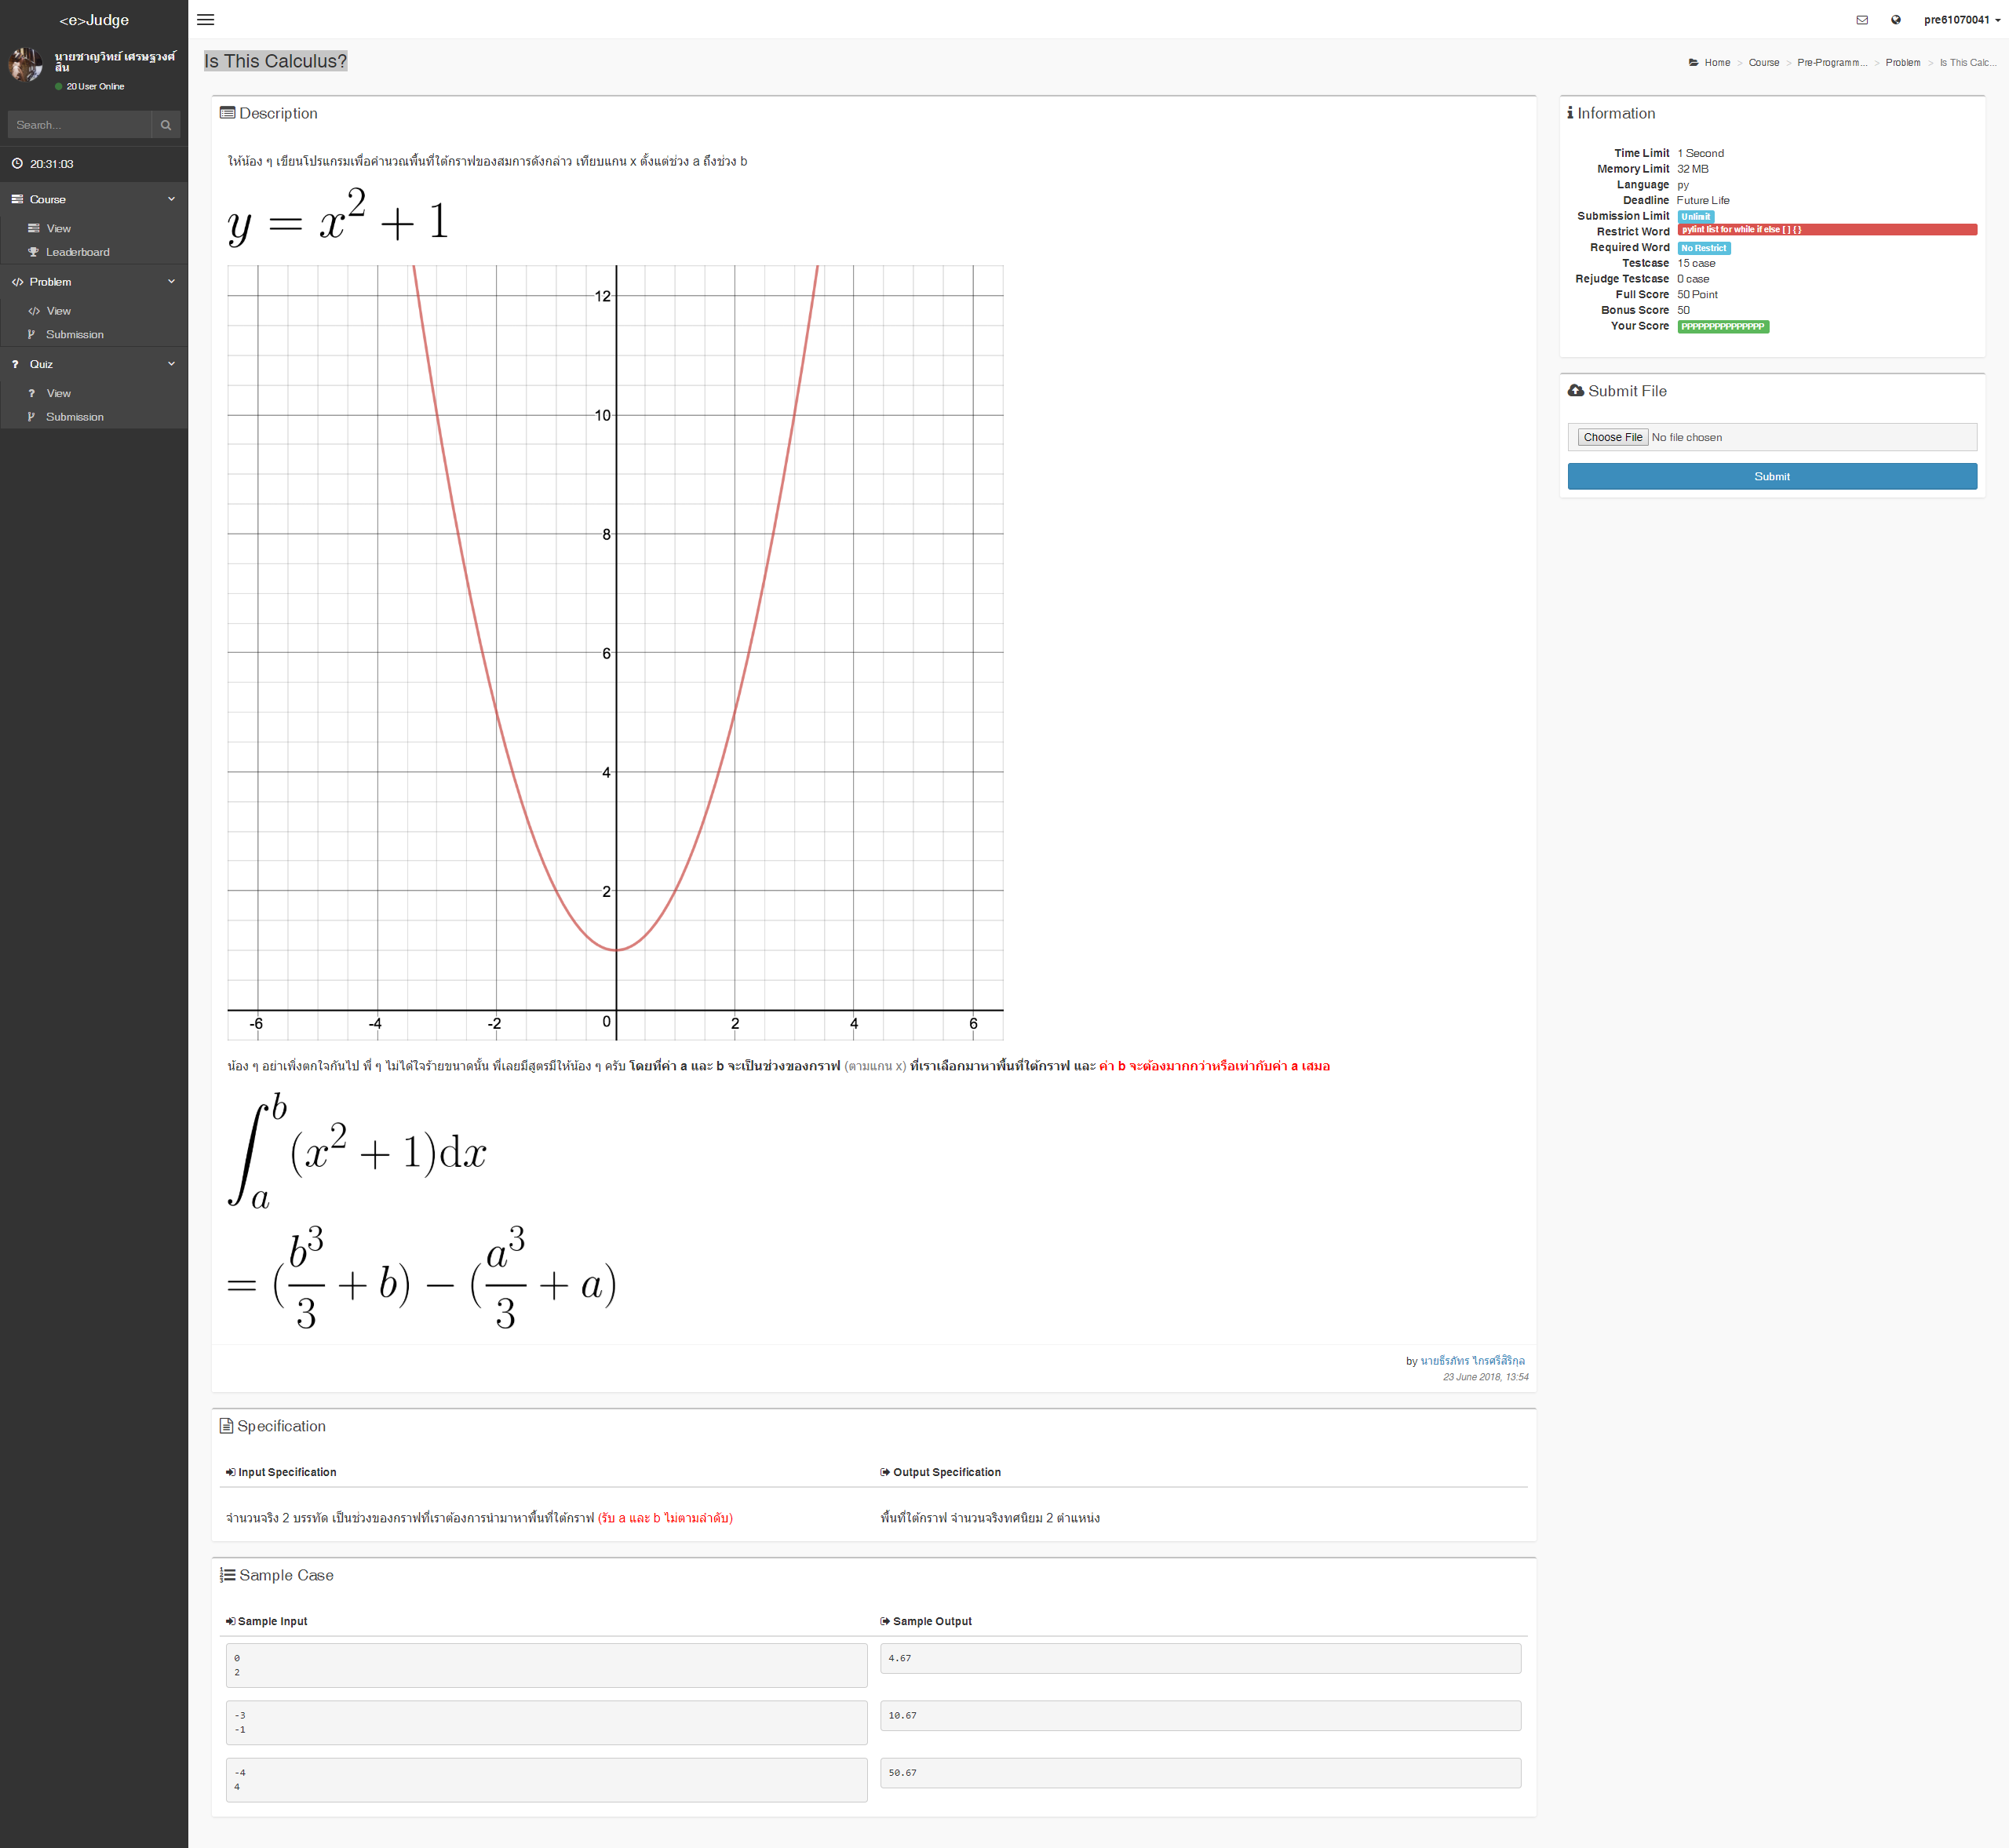 <e>Judge
pre61070041
นายชาญวิทย์ เศรษฐวงศ์
สิน
20 User Online
Search...
20:31:03
Course
View
Leaderboard
Problem
View
Submission
Quiz
View
Submission
Is This Calculus?
Home > Course > Pre-Programm... > Problem > Is This Calc...
Description
ให้น้อง ๆ เขียนโปรแกรมเพื่อคำนวณพื้นที่ใต้กราฟของสมการดังกล่าว เทียบแกน x ตั้งแต่ช่วง a ถึงช่วง b
y = x² + 1
12
10
8
6
4
2
-6 -4 -2 0 2 4 6
น้อง ๆ อย่าเพิ่งตกใจกันไป พี่ ๆ ไม่ได้ใจร้ายขนาดนั้น พี่เลยมีสูตรมีให้น้อง ๆ ครับ โดยที่ค่า a และ b จะเป็นช่วงของกราฟ (ตามแกน x) ที่เราเลือกมาหาพื้นที่ใต้กราฟ และ ค่า b จะต้องมากกว่าหรือเท่ากับค่า a เสมอ
∫ₐᵇ (x² + 1)dx
= (b³/3 + b) − (a³/3 + a)
by นายธีรภัทร ไกรศรีสิริกุล
23 June 2018, 13:54
Specification
Input Specification
Output Specification
จำนวนจริง 2 บรรทัด เป็นช่วงของกราฟที่เราต้องการนำมาหาพื้นที่ใต้กราฟ (รับ a และ b ไม่ตามลำดับ)
พื้นที่ใต้กราฟ จำนวนจริงทศนิยม 2 ตำแหน่ง
Sample Case
Sample Input
Sample Output
0
2
4.67
-3
-1
10.67
-4
4
50.67
Information
Time Limit 1 Second
Memory Limit 32 MB
Language py
Deadline Future Life
Submission Limit Unlimit
Restrict Word pylint list for while if else [ ] { }
Required Word No Restrict
Testcase 15 case
Rejudge Testcase 0 case
Full Score 50 Point
Bonus Score 50
Your Score PPPPPPPPPPPPPPP
Submit File
Choose File No file chosen
Submit